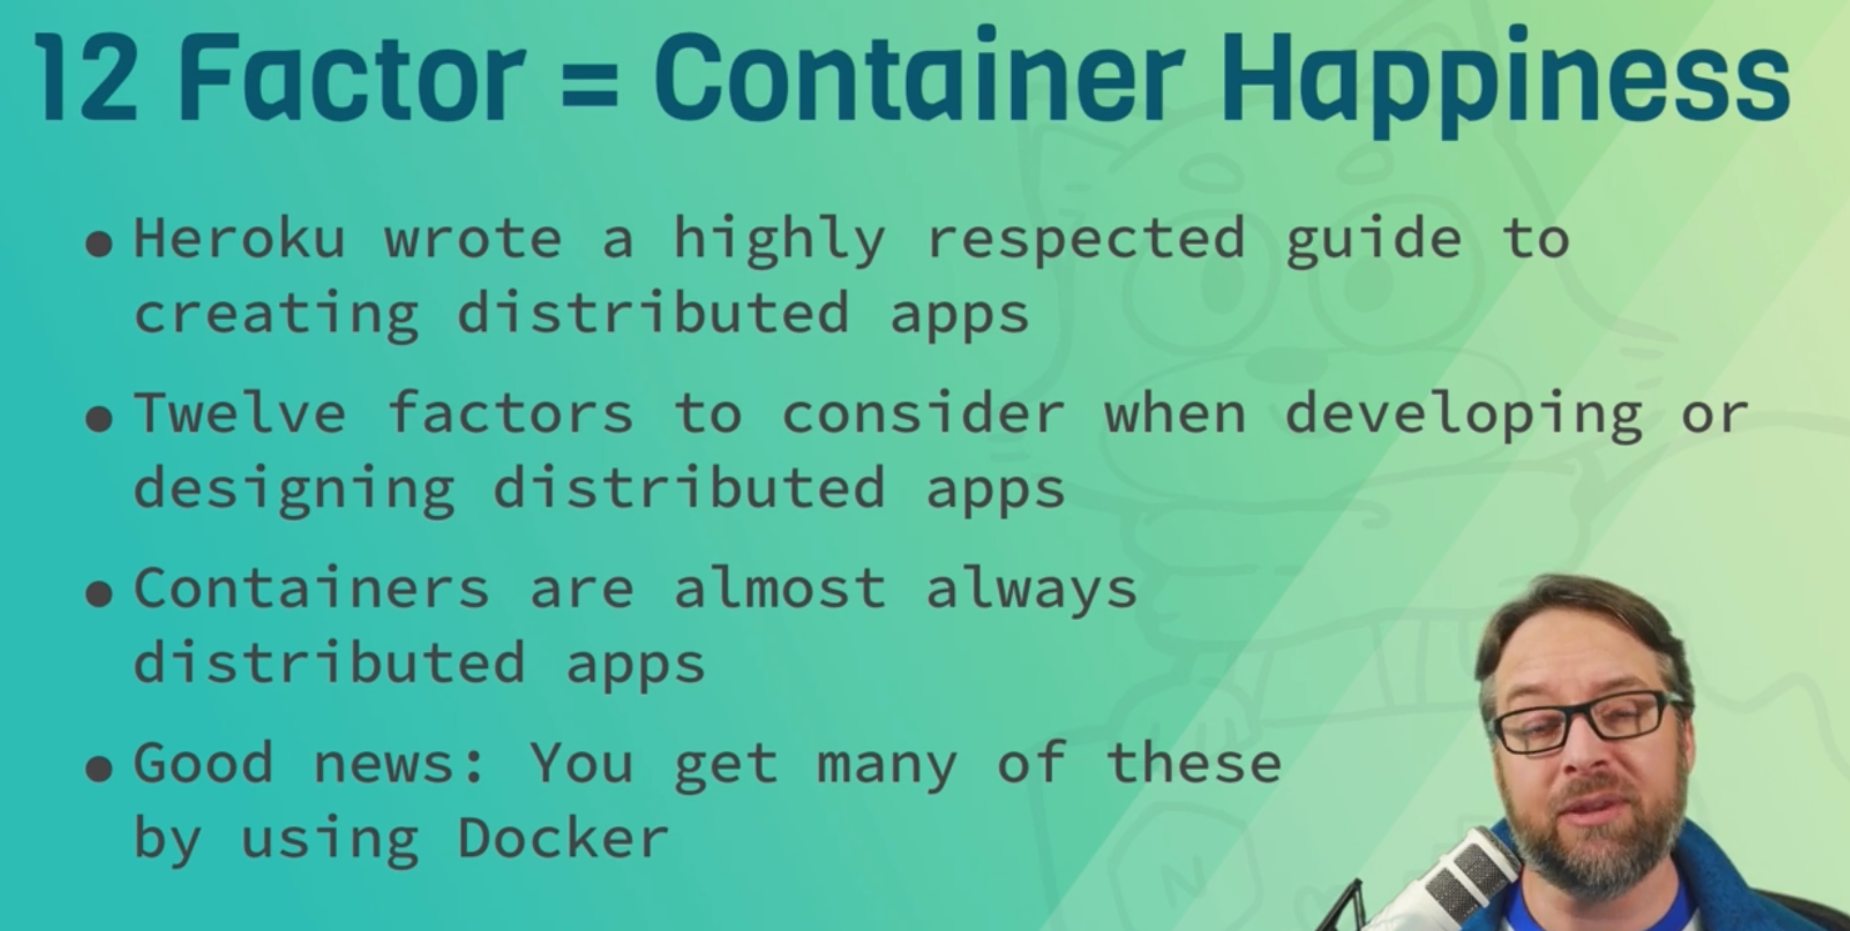 12 Factor = Container Happiness
• Heroku wrote a highly respected guide to
creating distributed apps
• Twelve factors to consider when developing or
designing distributed apps
• Containers are almost always
distributed apps
• Good news: You get many of these
by using Docker
N